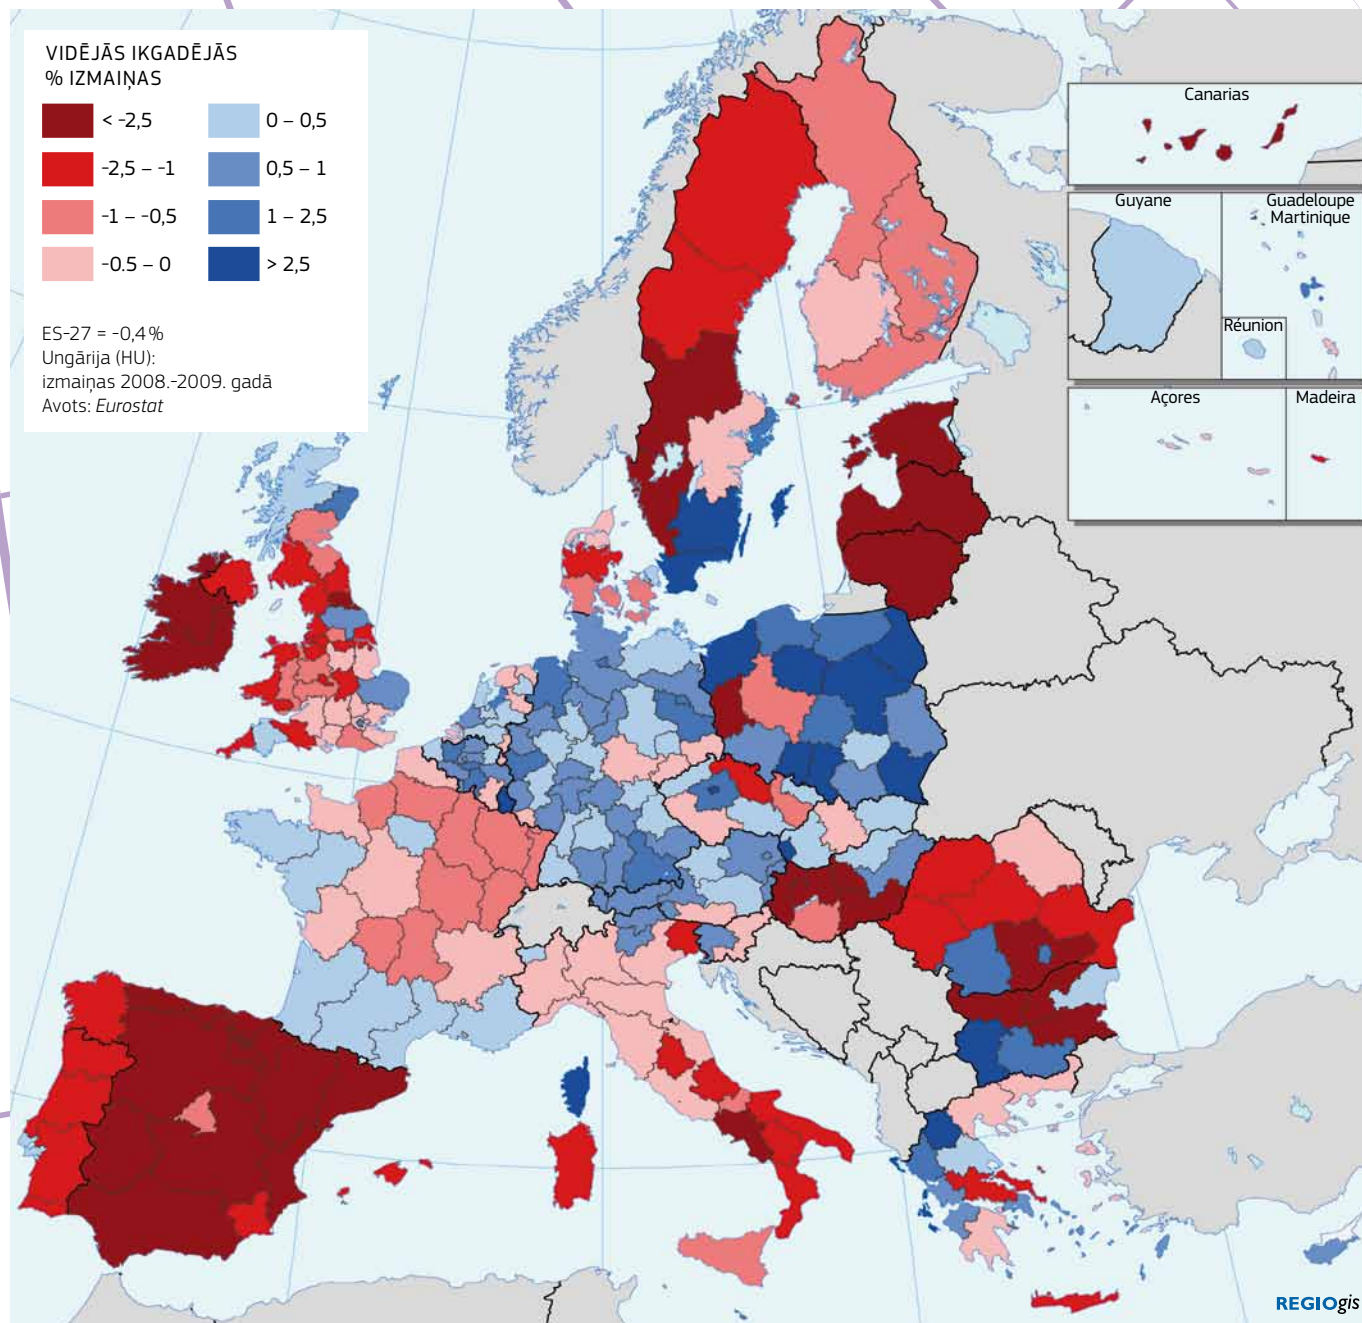 VIDĒJĀS IKGADĒJĀS
% IZMAIŅAS
< -2,5
0 – 0,5
-2,5 – -1
0,5 – 1
-1 – -0,5
1 – 2,5
-0.5 – 0
> 2,5
ES-27 = -0,4 %
Ungārija (HU):
izmaiņas 2008.-2009. gadā
Avots: Eurostat
Canarias
Guyane
Guadeloupe
Martinique
Réunion
Açores
Madeira
REGIOgis